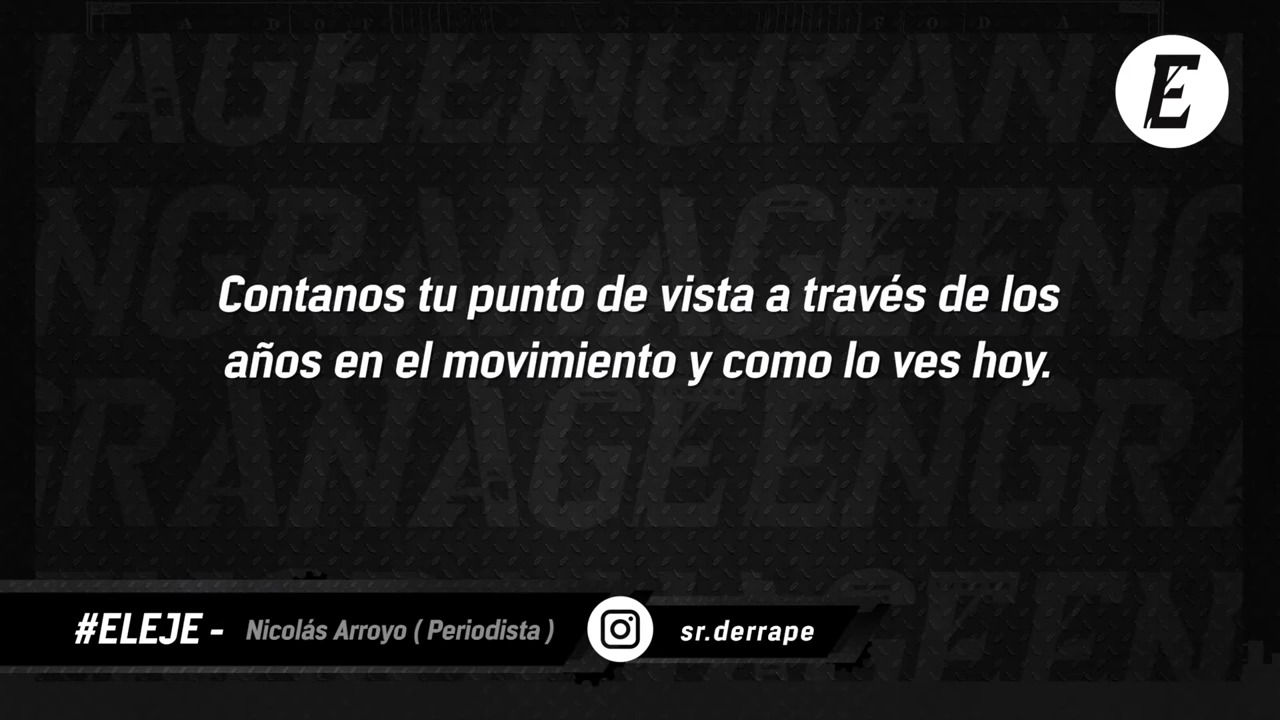 E
Contanos tu punto de vista a través de los
años en el movimiento y como lo ves hoy.
#ELEJE - Nicolás Arroyo ( Periodista ) sr.derrape